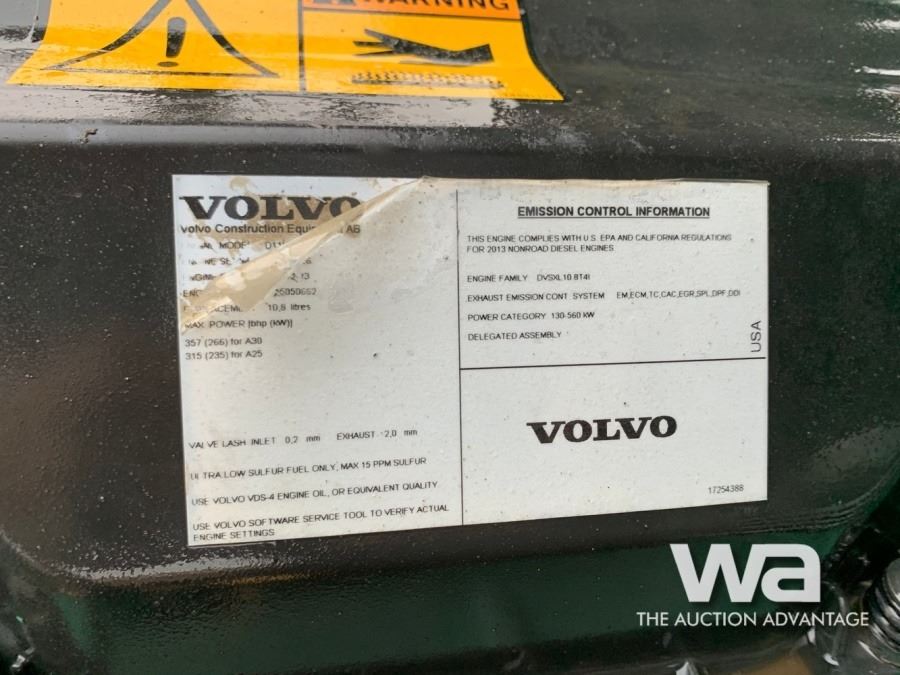 WARNING
VOLVO
Volvo Construction AB
MODEL
litres
MAX. POWER [bhp (kW)]
357 (266) for A30
315 (235) for A25
VALVE LASH INLET 0,2 mm EXHAUST 2,0 mm
ULTRA LOW SULFUR FUEL ONLY, MAX 15 PPM SULFUR
USE VOLVO VDS-4 ENGINE OIL, OR EQUIVALENT QUALITY
USE VOLVO SOFTWARE SERVICE TOOL TO VERIFY ACTUAL
ENGINE SETTINGS
EMISSION CONTROL INFORMATION
THIS ENGINE COMPLIES WITH U.S. EPA AND CALIFORNIA REGULATIONS
FOR 2013 NONROAD DIESEL ENGINES
ENGINE FAMILY DVSXL10.8T4I
EXHAUST EMISSION CONT. SYSTEM EM,ECM,TC,CAC,EGR,SPL,DPF,DDI
POWER CATEGORY 130-560 kW
DELEGATED ASSEMBLY
USA
VOLVO
17254388
wa
THE AUCTION ADVANTAGE